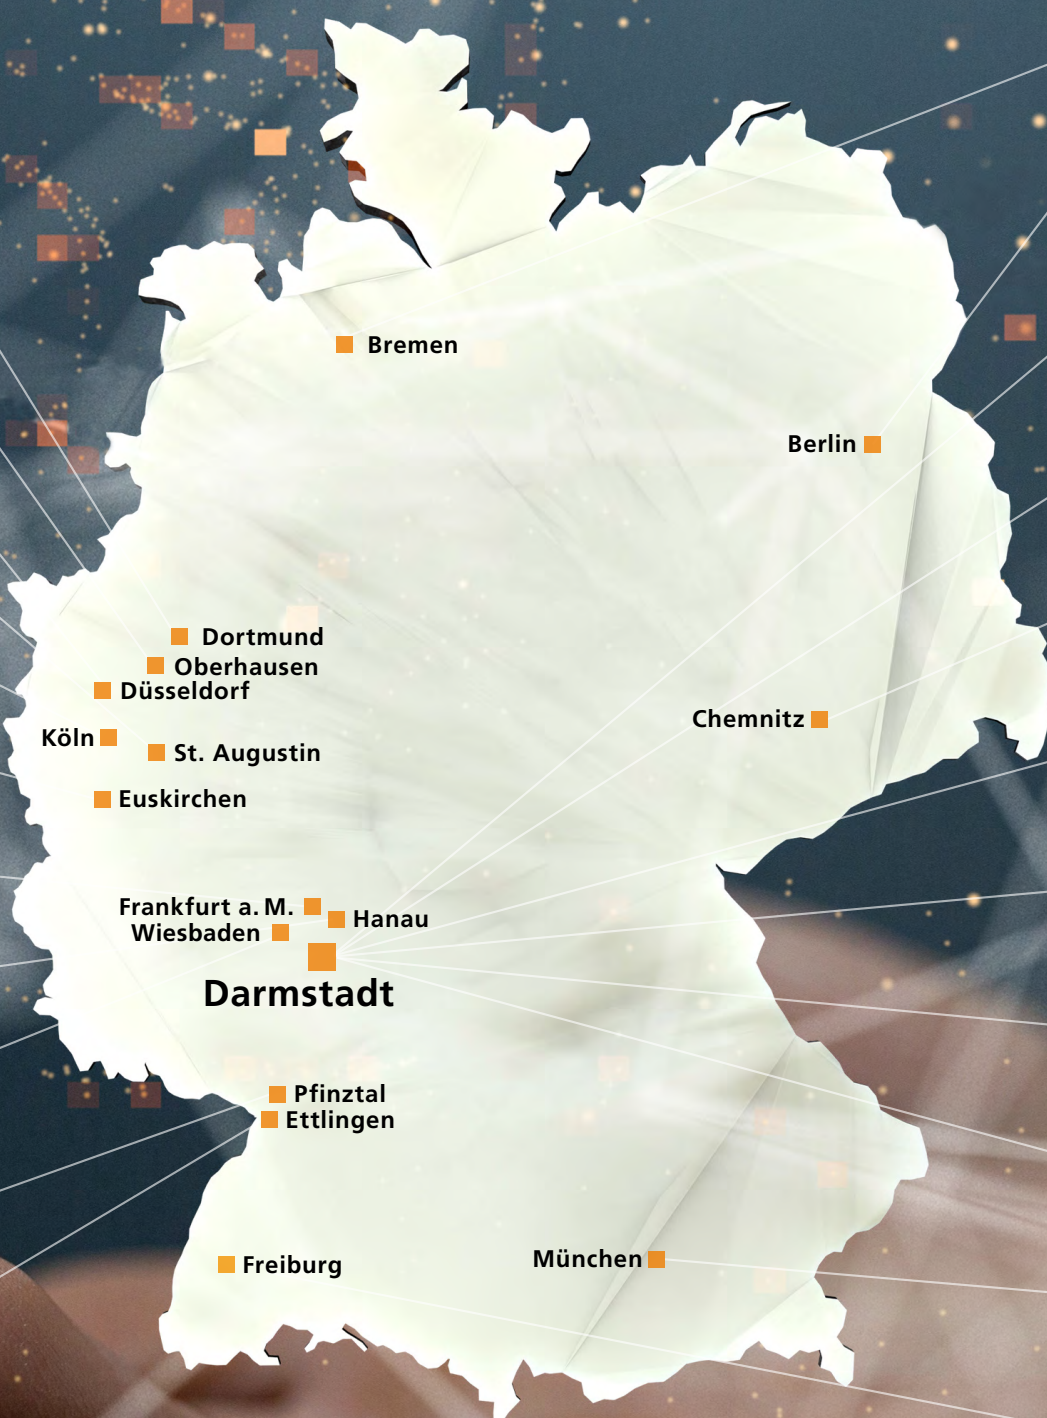 Bremen
Berlin
Dortmund
Oberhausen
Düsseldorf
Chemnitz
Köln
St. Augustin
Euskirchen
Frankfurt a. M.
Hanau
Wiesbaden
Darmstadt
Pfinztal
Ettlingen
München
Freiburg